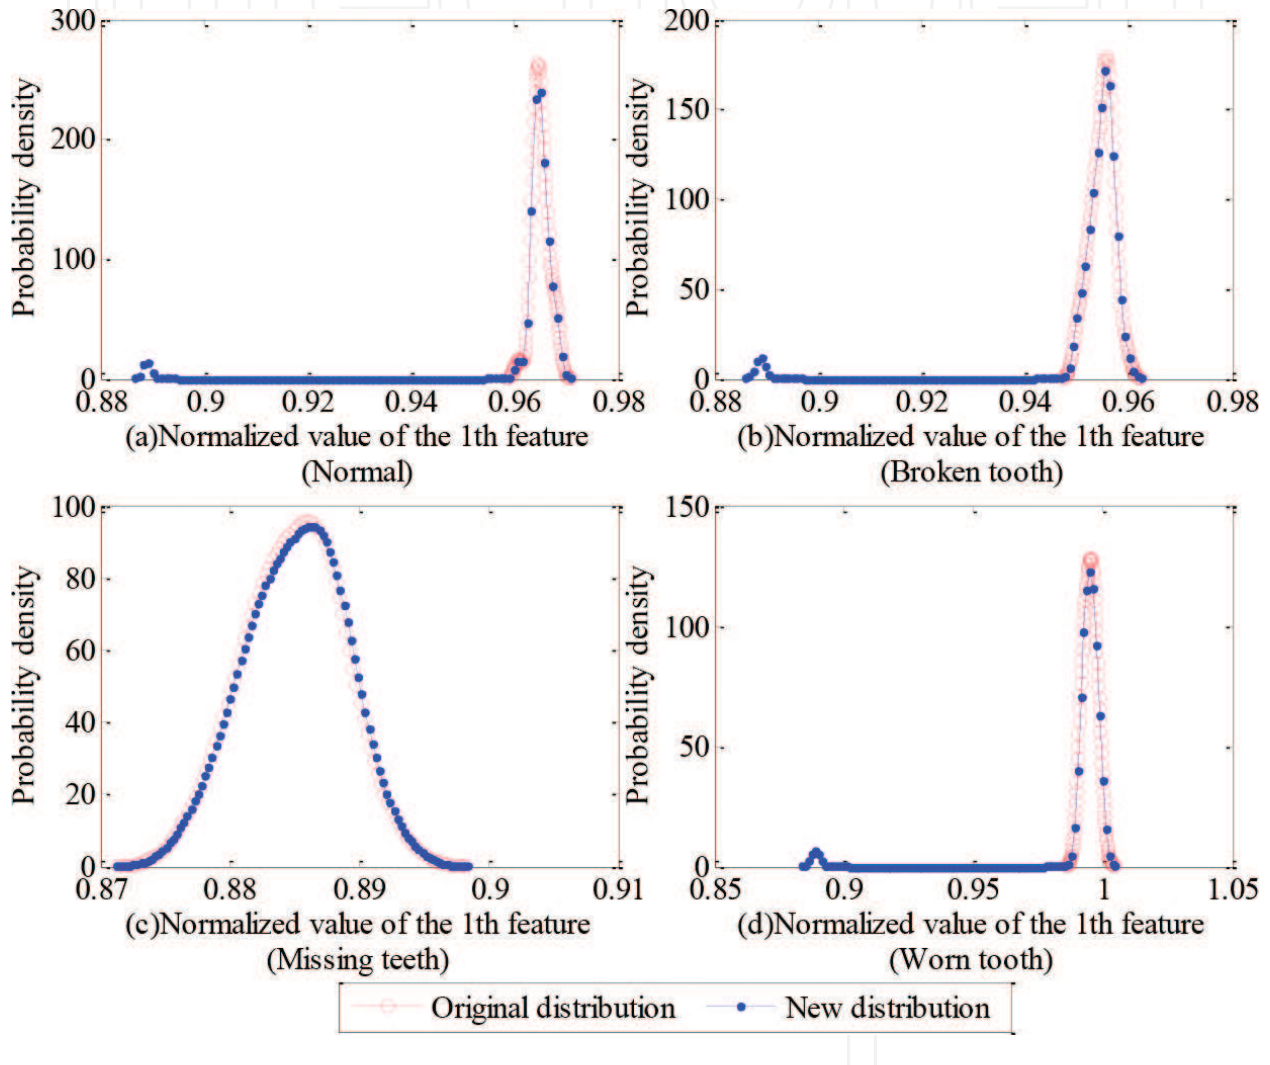 300
200
100
0
Probability density
0.88 0.9 0.92 0.94 0.96 0.98
(a)Normalized value of the 1th feature
(Normal)
200
150
100
50
0
Probability density
0.88 0.9 0.92 0.94 0.96 0.98
(b)Normalized value of the 1th feature
(Broken tooth)
100
80
60
40
20
0
Probability density
0.87 0.88 0.89 0.9 0.91
(c)Normalized value of the 1th feature
(Missing teeth)
150
100
50
0
Probability density
0.85 0.9 0.95 1 1.05
(d)Normalized value of the 1th feature
(Worn tooth)
Original distribution New distribution